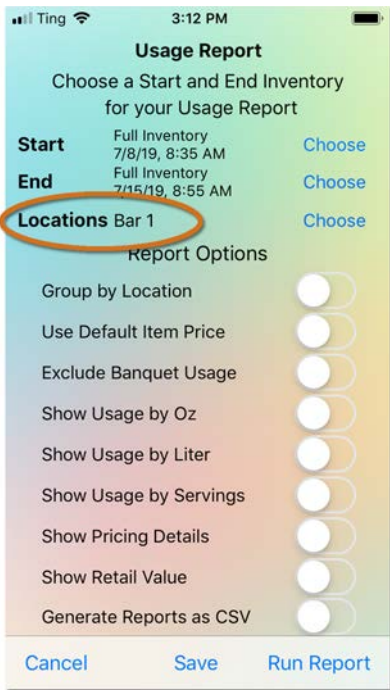 Ting 3:12 PM
Usage Report
Choose a Start and End Inventory
for your Usage Report
Start Full Inventory
7/8/19, 8:35 AM Choose
End Full Inventory
7/15/19, 8:55 AM Choose
Locations Bar 1 Choose
Report Options
Group by Location
Use Default Item Price
Exclude Banquet Usage
Show Usage by Oz
Show Usage by Liter
Show Usage by Servings
Show Pricing Details
Show Retail Value
Generate Reports as CSV
Cancel Save Run Report